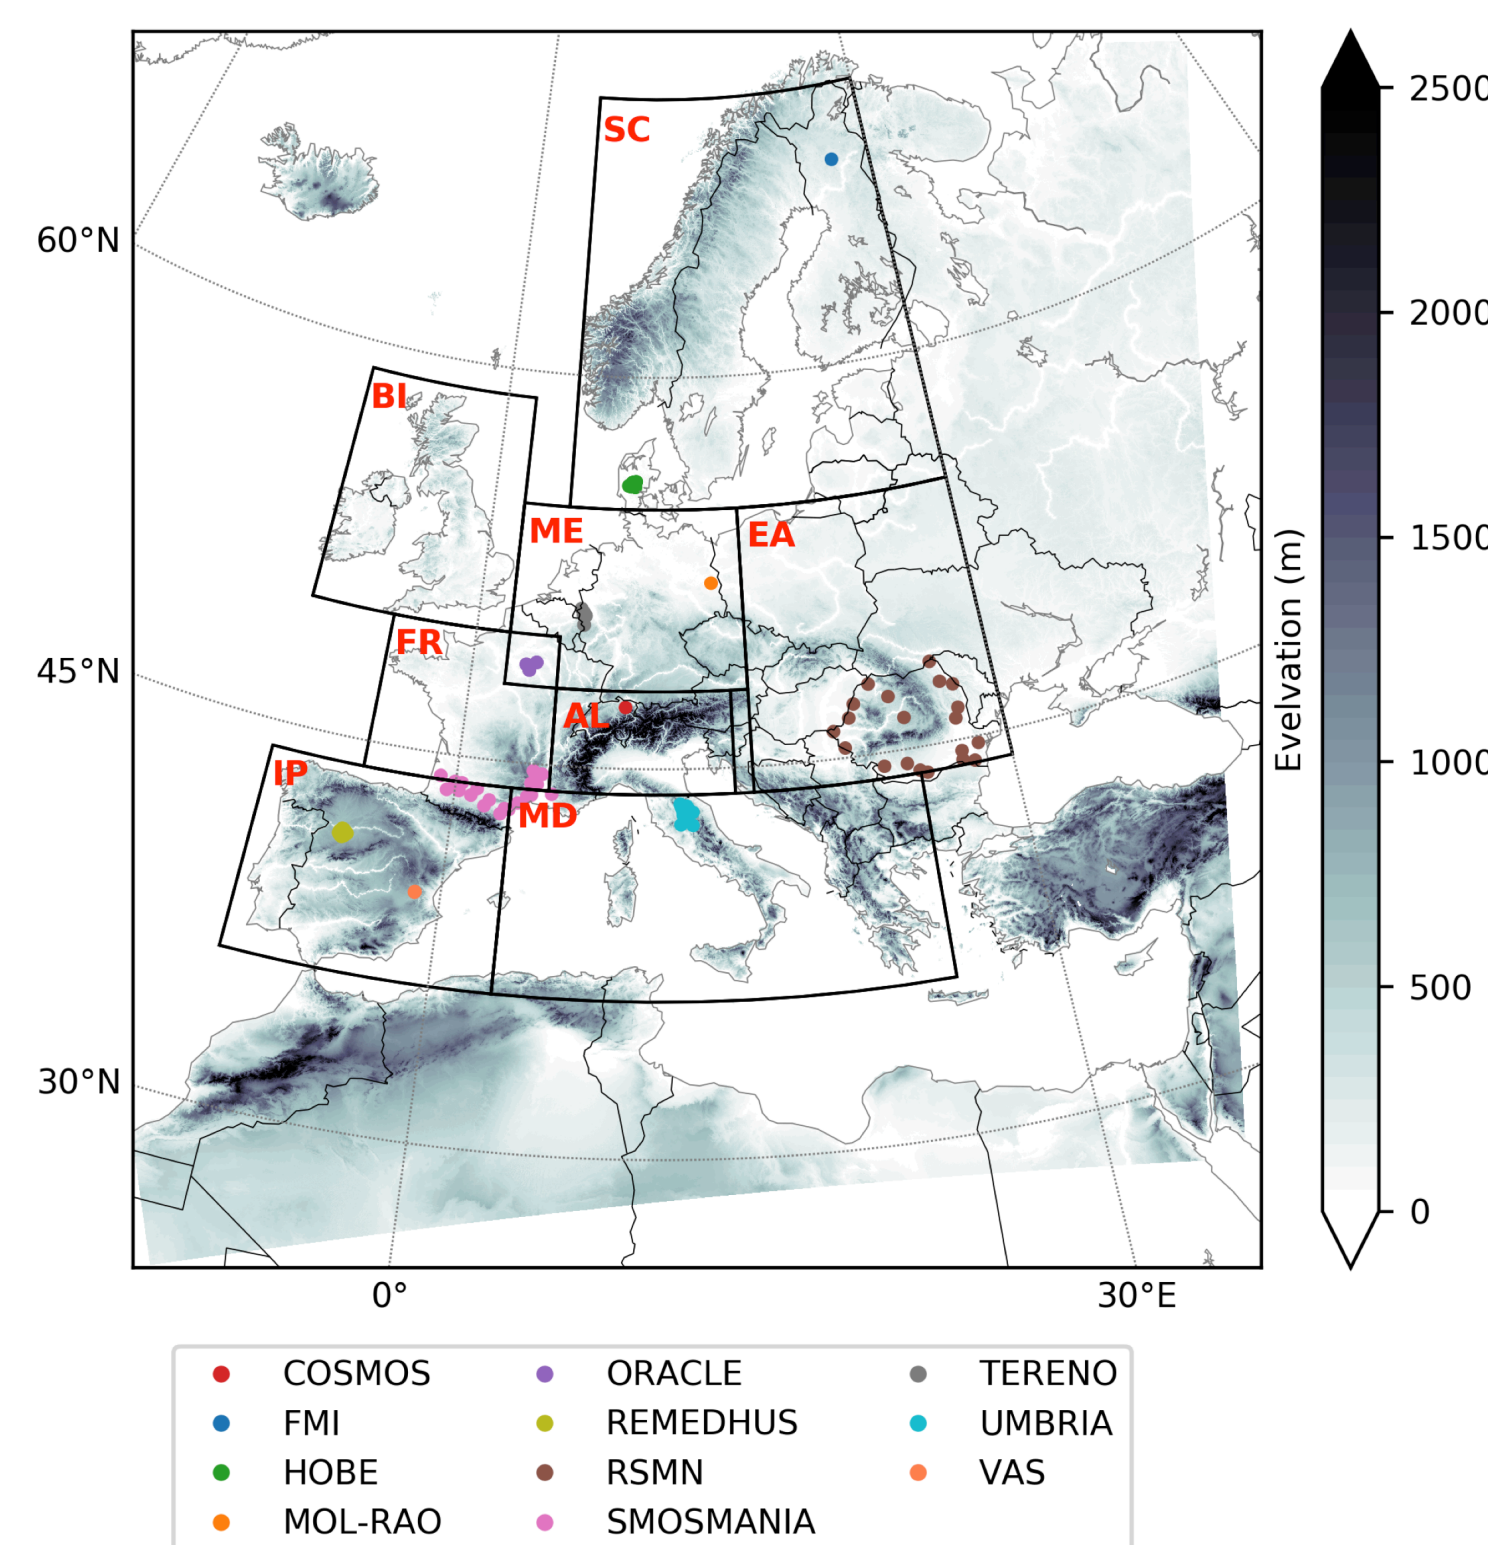 2500
SC
60°N
2000
BI
ME
EA
1500
Evelvation (m)
FR
45°N
AL
IP
1000
MD
500
30°N
0
0°
30°E
COSMOS
ORACLE
TERENO
FMI
REMEDHUS
UMBRIA
HOBE
RSMN
VAS
MOL-RAO
SMOSMANIA